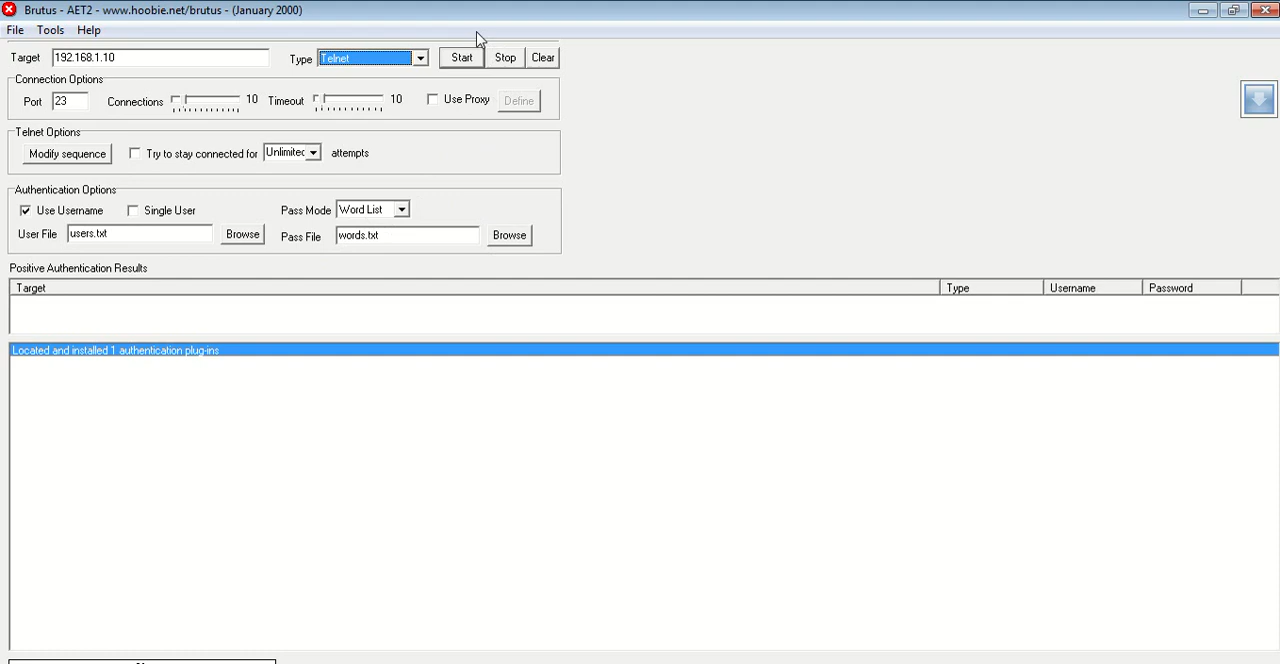 Brutus - AET2 - www.hoobie.net/brutus - (January 2000)
File Tools Help
Target 192.168.1.10 Type Telnet Start Stop Clear
Connection Options
Port 23 Connections 10 Timeout 10 Use Proxy Define
Telnet Options
Modify sequence Try to stay connected for Unlimitec attempts
Authentication Options
Use Username Single User Pass Mode Word List
User File users.txt Browse Pass File words.txt Browse
Positive Authentication Results
Target Type Username Password
Located and installed 1 authentication plug-ins